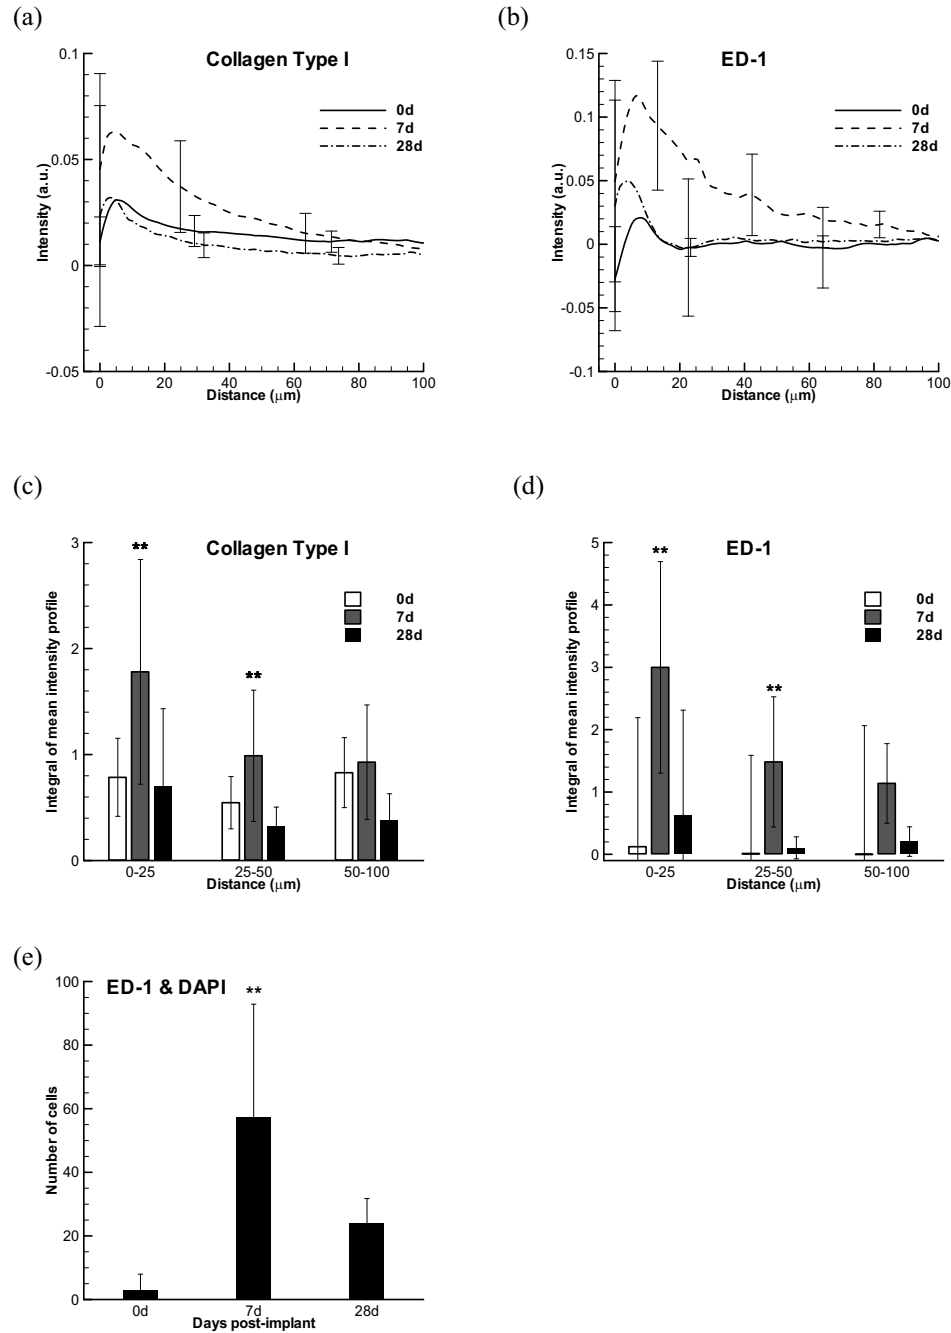 (a)
Collagen Type I
0d
7d
28d
0.1
0.05
0
-0.05
Intensity (a.u.)
0 20 40 60 80 100
Distance (μm)
(b)
ED-1
0d
7d
28d
0.15
0.1
0.05
0
-0.05
-0.1
Intensity (a.u.)
0 20 40 60 80 100
Distance (μm)
(c)
Collagen Type I
**
**
0d
7d
28d
3
2
1
0
Integral of mean intensity profile
0-25 25-50 50-100
Distance (μm)
(d)
ED-1
**
**
0d
7d
28d
5
4
3
2
1
0
Integral of mean intensity profile
0-25 25-50 50-100
Distance (μm)
(e)
ED-1 & DAPI
**
100
80
60
40
20
0
Number of cells
0d 7d 28d
Days post-implant